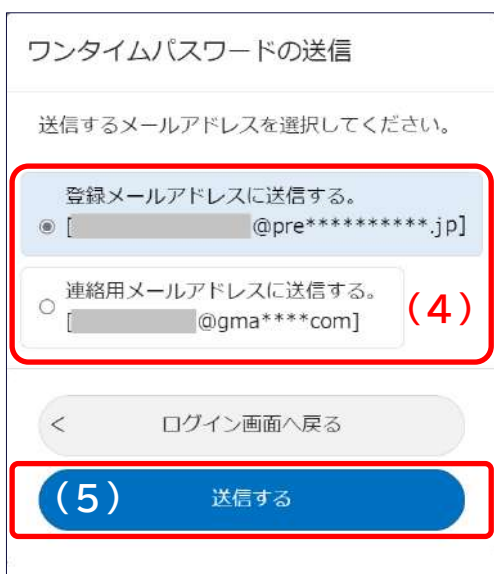 ワンタイムパスワードの送信
送信するメールアドレスを選択してください。
登録メールアドレスに送信する。
[ @pre**********.jp]
連絡用メールアドレスに送信する。
[ @gma****com]
(4)
< ログイン画面へ戻る
(5) 送信する